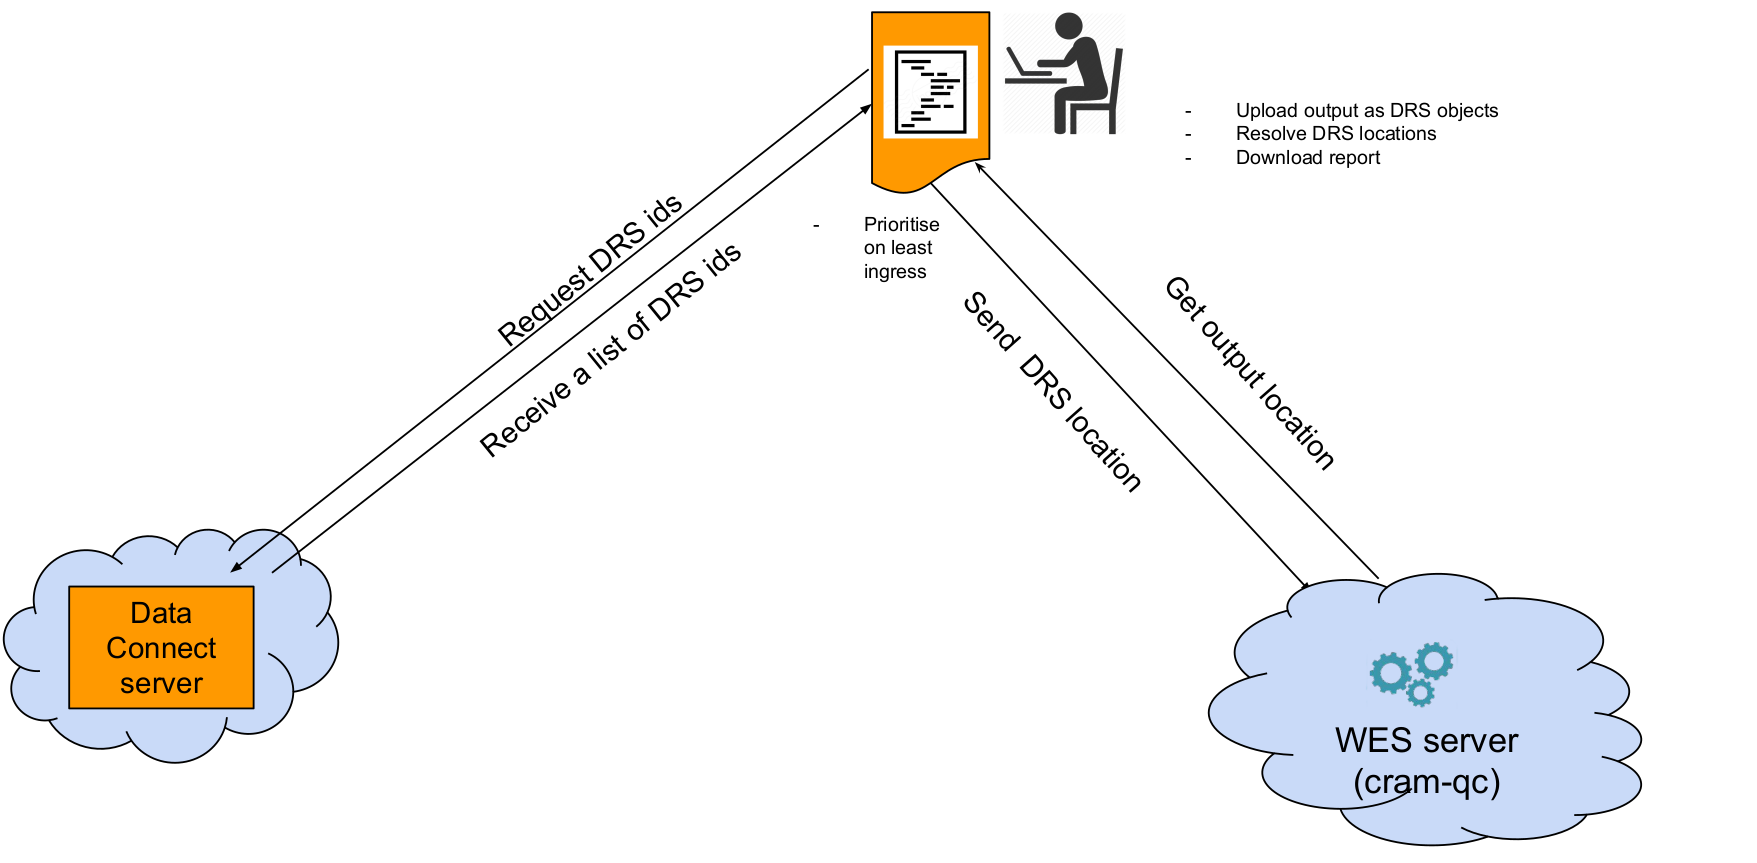 - Upload output as DRS objects
- Resolve DRS locations
- Download report
Request DRS ids
Receive a list of DRS ids
- Prioritise
on least
ingress
Send DRS location
Get output location
Data
Connect
server
WES server
(cram-qc)